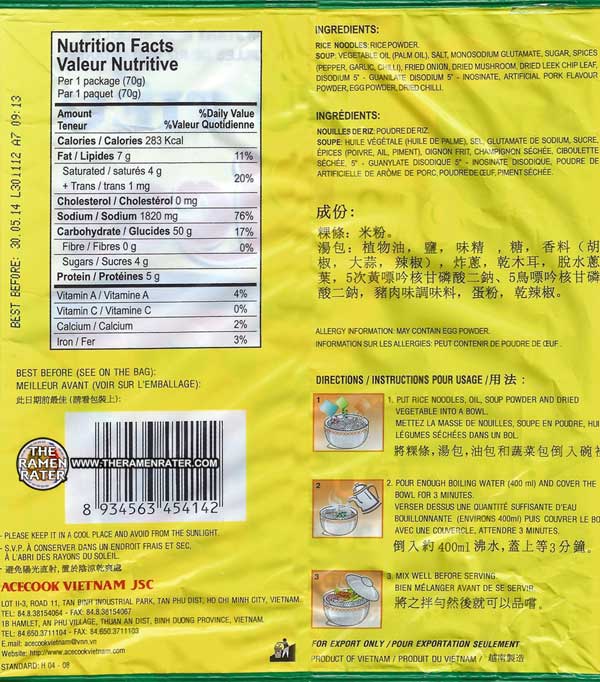 Nutrition Facts
Valeur Nutritive
Per 1 package (70g)
Par 1 paquet (70g)
Amount %Daily Value
Teneur %Valeur Quotidienne
Calories / Calories 283 Kcal
Fat / Lipides 7 g 11%
Saturated / saturés 4 g
+ Trans / trans 1 mg 20%
Cholesterol / Cholestérol 0 mg
Sodium / Sodium 1820 mg 76%
Carbohydrate / Glucides 50 g 17%
Fibre / Fibres 0 g 0%
Sugars / Sucres 4 g
Protein / Protéines 5 g
Vitamin A / Vitamine A 4%
Vitamin C / Vitamine C 0%
Calcium / Calcium 2%
Iron / Fer 3%
BEST BEFORE: 30.05.14 L301112 A7 09:13
BEST BEFORE (SEE ON THE BAG):
MEILLEUR AVANT (VOIR SUR L'EMBALLAGE):
此日期前最佳 (請看包裝上):
THE RAMEN RATER
WWW.THERAMENRATER.COM
8 934563 454142
- PLEASE KEEP IT IN A COOL PLACE AND AVOID FROM THE SUNLIGHT.
- S.V.P. À CONSERVER DANS UN ENDROIT FRAIS ET SEC,
À L'ABRI DES RAYONS DU SOLEIL.
- 避免陽光直射, 置於陰涼乾爽處
ACECOOK VIETNAM JSC
LOT II-3, ROAD 11, TAN BINH INDUSTRIAL PARK, TAN PHU DIST, HO CHI MINH CITY, VIETNAM.
TEL: 84.8.38154064 - FAX: 84.8.38154067
1B HAMLET, AN PHU VILLAGE, THUAN AN DIST, BINH DUONG PROVINCE, VIETNAM.
TEL: 84.650.3711104 - FAX: 84.650.3711103
E.mail: acecookvietnam@vnn.vn
Website: http://www.acecookvietnam.com
STANDARD: H 04 - 08
INGREDIENTS:
RICE NOODLES: RICE POWDER.
SOUP: VEGETABLE OIL (PALM OIL), SALT, MONOSODIUM GLUTAMATE, SUGAR, SPICES
(PEPPER, GARLIC, CHILLI), FRIED ONION, DRIED MUSHROOM, DRIED LEEK CHIP LEAF,
DISODIUM 5' - GUANILATE DISODIUM 5' - INOSINATE, ARTIFICIAL PORK FLAVOUR
POWDER, EGG POWDER, DRIED CHILLI.
INGRÉDIENTS:
NOUILLES DE RIZ: POUDRE DE RIZ.
SOUPE: HUILE VÉGÉTALE (HUILE DE PALME), SEL, GLUTAMATE DE SODIUM, SUCRE,
ÉPICES (POIVRE, AIL, PIMENT), OIGNON FRIT, CHAMPIGNON SÉCHÉE, CIBOULETTE
SÉCHÉE, 5' - GUANYLATE DISODIQUE 5' - INOSINATE DISODIQUE, POUDRE DE
ARTIFICIELLE DE ARÔME DE PORC, POUDRE DE ŒUF, PIMENT SÉCHÉE.
成份:
粿條: 米粉。
湯包: 植物油, 鹽, 味精, 糖, 香料 (胡
椒, 大蒜, 辣椒), 炸蔥, 乾木耳, 脫水蔥
葉, 5次黃嘌呤核甘磷酸二鈉、5鳥嘌呤核甘磷
酸二鈉, 豬肉味調味料, 蛋粉, 乾辣椒。
ALLERGY INFORMATION: MAY CONTAIN EGG POWDER.
INFORMATION SUR LES ALLERGIES: PEUT CONTENIR DE POUDRE DE ŒUF.
DIRECTIONS / INSTRUCTIONS POUR USAGE / 用 法 :
1
1. PUT RICE NOODLES, OIL, SOUP POWDER AND DRIED
VEGETABLE INTO A BOWL.
METTEZ LA MASSE DE NOUILLES, SOUPE EN POUDRE, HUI
LÉGUMES SÉCHÉES DANS UN BOL.
將粿條, 湯包, 油包和蔬菜包倒入碗
2
2. POUR ENOUGH BOILING WATER (400 ml) AND COVER THE
BOWL FOR 3 MINUTES.
VERSER DESSUS UNE QUANTITÉ SUFFISANTE D'EAU
BOUILLONNANTE (ENVIRONS 400ml) PUIS COUVRER LE BO
AVEC UNE COUVERCLE, ATTENDRE 3 MINUTES.
倒入約 400ml 沸水, 蓋上等3分鐘。
3
3. MIX WELL BEFORE SERVING.
BIEN MÉLANGER AVANT DE SE SERVIR.
將之拌勻然後就可以品嚐。
FOR EXPORT ONLY / POUR EXPORTATION SEULEMENT
PRODUCT OF VIETNAM / PRODUIT DU VIETNAM / 越南製造